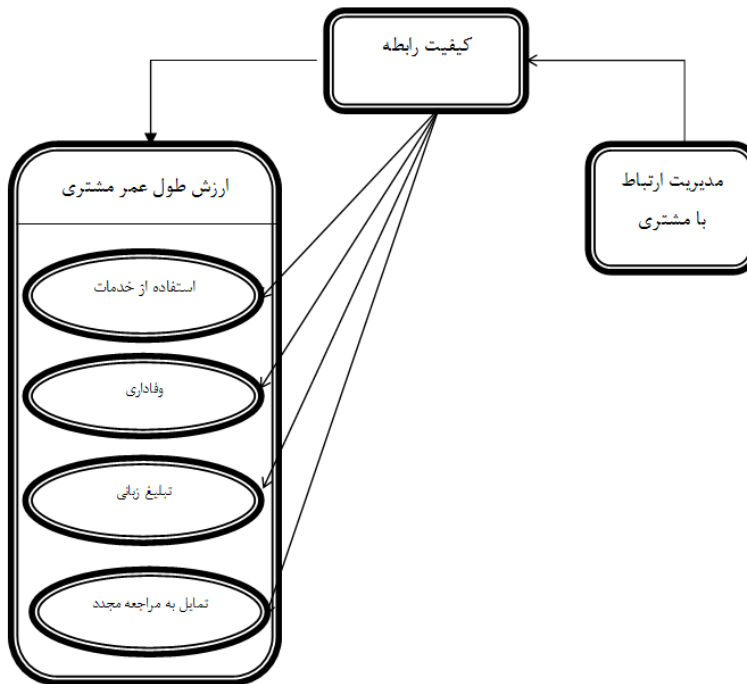 کیفیت رابطه
مدیریت ارتباط
با مشتری
ارزش طول عمر مشتری
استفاده از خدمات
وفاداری
تبلیغ زبانی
تمایل به مراجعه مجدد